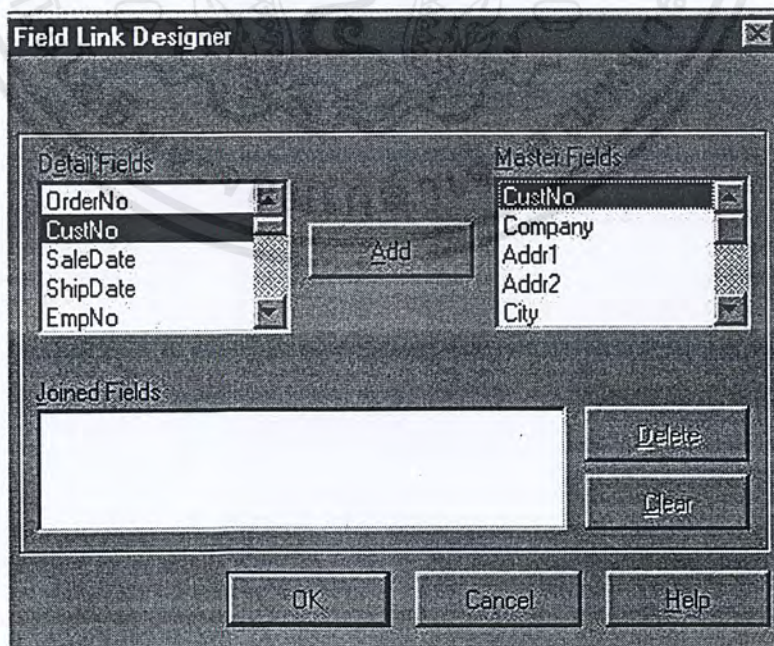 Field Link Designer
Detail Fields
OrderNo
CustNo
SaleDate
ShipDate
EmpNo
Add
Master Fields
CustNo
Company
Addr1
Addr2
City
Joined Fields
Delete
Clear
OK
Cancel
Help